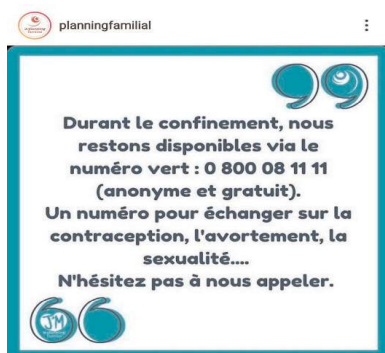 planningfamilial
Durant le confinement, nous
restons disponibles via le
numéro vert : 0 800 08 11 11
(anonyme et gratuit).
Un numéro pour échanger sur la
contraception, l'avortement, la
sexualité....
N'hésitez pas à nous appeler.